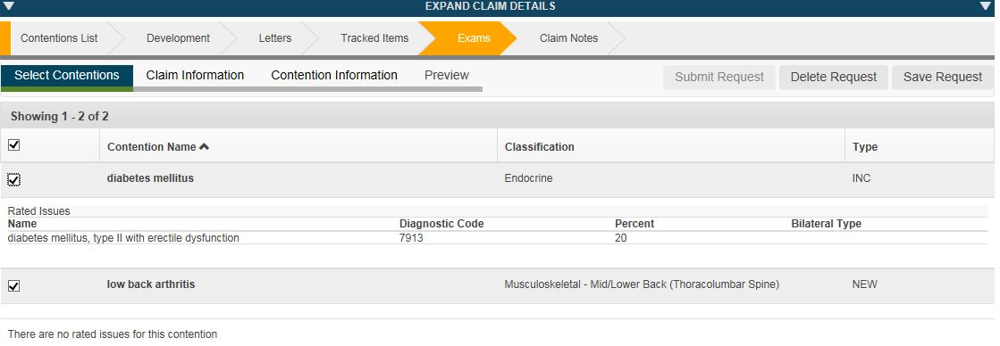 EXPAND CLAIM DETAILS
Contentions List Development Letters Tracked Items Exams Claim Notes
Select Contentions Claim Information Contention Information Preview Submit Request Delete Request Save Request
Showing 1 - 2 of 2
Contention Name Classification Type
diabetes mellitus Endocrine INC
Rated Issues
Name Diagnostic Code Percent Bilateral Type
diabetes mellitus, type II with erectile dysfunction 7913 20
low back arthritis Musculoskeletal - Mid/Lower Back (Thoracolumbar Spine) NEW
There are no rated issues for this contention